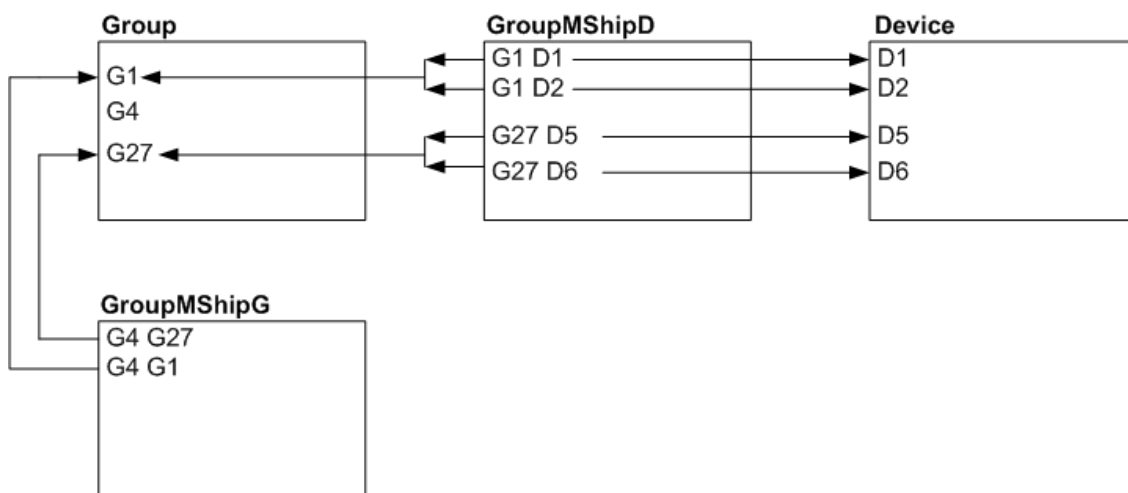 Group
G1
G4
G27
GroupMShipD
G1 D1
G1 D2
G27 D5
G27 D6
Device
D1
D2
D5
D6
GroupMShipG
G4 G27
G4 G1